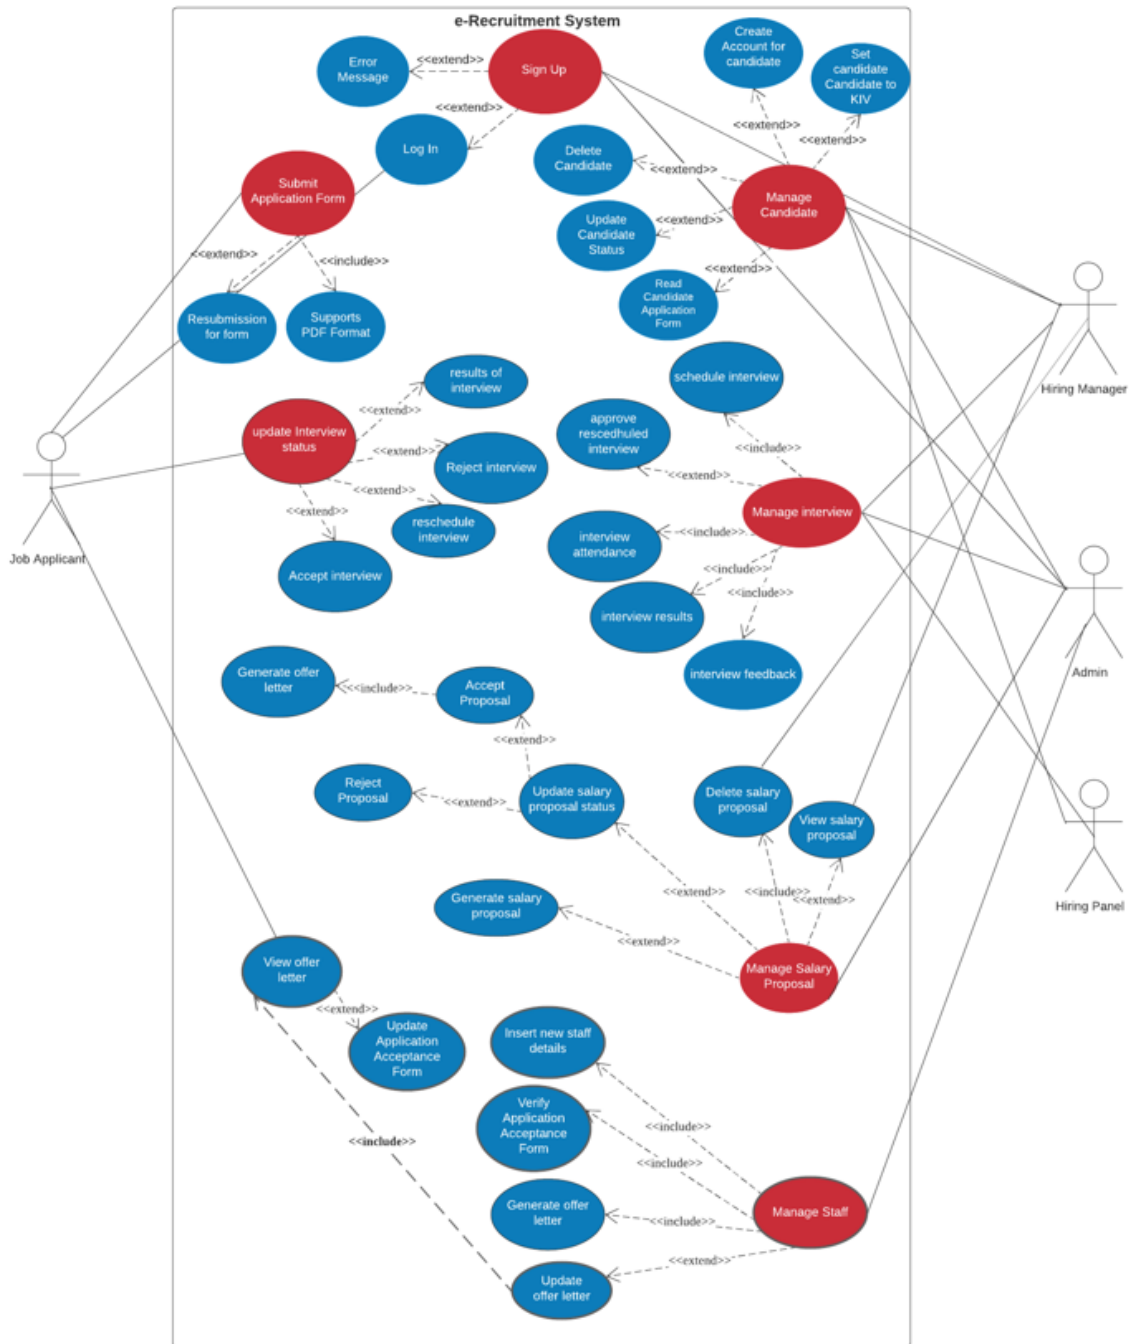 e-Recruitment System
Error
Message
<<extend>>
Sign Up
<<extend>>
Log In
Create
Account for
candidate
Set
candidate
Candidate to
KIV
<<extend>>
<<extend>>
Delete
Candidate
<<extend>>
Manage
Candidate
Update
Candidate
Status
<<extend>>
<<extend>>
Read
Candidate
Application
Form
Submit
Application Form
<<extend>>
<<include>>
Resubmission
for form
Supports
PDF Format
Hiring Manager
results of
interview
<<extend>>
update Interview
status
<<extend>>
Reject interview
<<extend>>
reschedule
interview
<<extend>>
Accept interview
Job Applicant
schedule interview
approve
rescedhuled
interview
<<include>>
<<extend>>
Manage interview
<<include>>
interview
attendance
<<include>>
interview results
<<include>>
interview feedback
Admin
Generate offer
letter
<<include>>
Accept
Proposal
<<extend>>
Reject
Proposal
<<extend>>
Update salary
proposal status
Delete salary
proposal
View salary
proposal
<<extend>>
<<include>>
<<extend>>
Generate salary
proposal
<<extend>>
Manage Salary
Proposal
Hiring Panel
View offer
letter
<<extend>>
Update
Application
Acceptance
Form
Insert new staff
details
Verify
Application
Acceptance
Form
<<include>>
<<include>>
<<include>>
Generate offer
letter
<<include>>
Manage Staff
<<extend>>
Update
offer letter